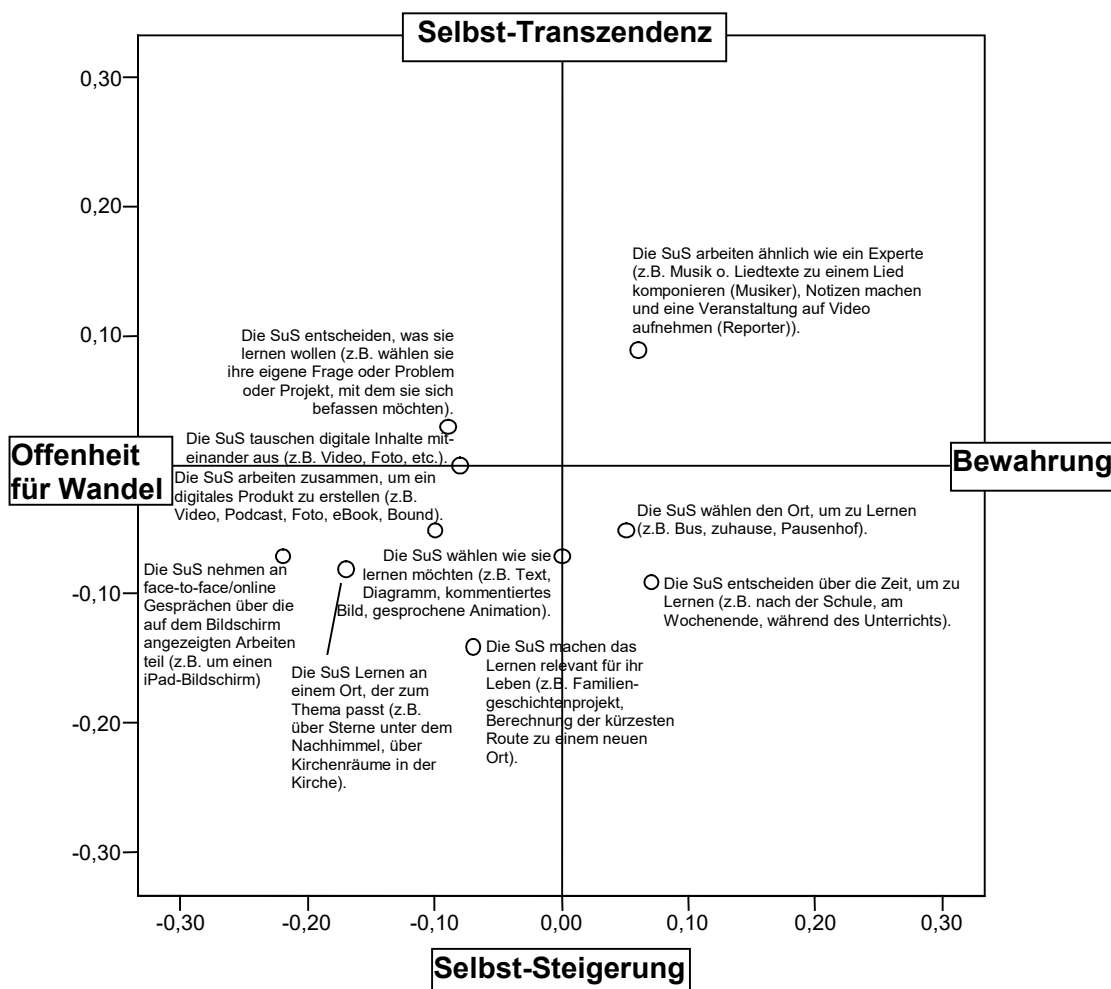 Selbst-Transzendenz
0,30
0,20
Die SuS arbeiten ähnlich wie ein Experte
(z.B. Musik o. Liedtexte zu einem Lied
komponieren (Musiker), Notizen machen
und eine Veranstaltung auf Video
aufnehmen (Reporter)).
0,10
Die SuS entscheiden, was sie
lernen wollen (z.B. wählen sie
ihre eigene Frage oder Problem
oder Projekt, mit dem sie sich
befassen möchten).
Die SuS tauschen digitale Inhalte mit-
einander aus (z.B. Video, Foto, etc.).
Offenheit
für Wandel
Bewahrung
Die SuS arbeiten zusammen, um ein
digitales Produkt zu erstellen (z.B.
Video, Podcast, Foto, eBook, Bound).
Die SuS wählen den Ort, um zu Lernen
(z.B. Bus, zuhause, Pausenhof).
Die SuS wählen wie sie
lernen möchten (z.B. Text,
Diagramm, kommentiertes
Bild, gesprochene Animation).
Die SuS entscheiden über die Zeit, um zu
Lernen (z.B. nach der Schule, am
Wochenende, während des Unterrichts).
-0,10
Die SuS nehmen an
face-to-face/online
Gesprächen über die
auf dem Bildschirm
angezeigten Arbeiten
teil (z.B. um einen
iPad-Bildschirm)
Die SuS machen das
Lernen relevant für ihr
Leben (z.B. Familien-
geschichtenprojekt,
Berechnung der kürzesten
Route zu einem neuen
Ort).
Die SuS Lernen an
einem Ort, der zum
Thema passt (z.B.
über Sterne unter dem
Nachhimmel, über
Kirchenräume in der
Kirche).
-0,20
-0,30
-0,30
-0,20
-0,10
0,00
0,10
0,20
0,30
Selbst-Steigerung